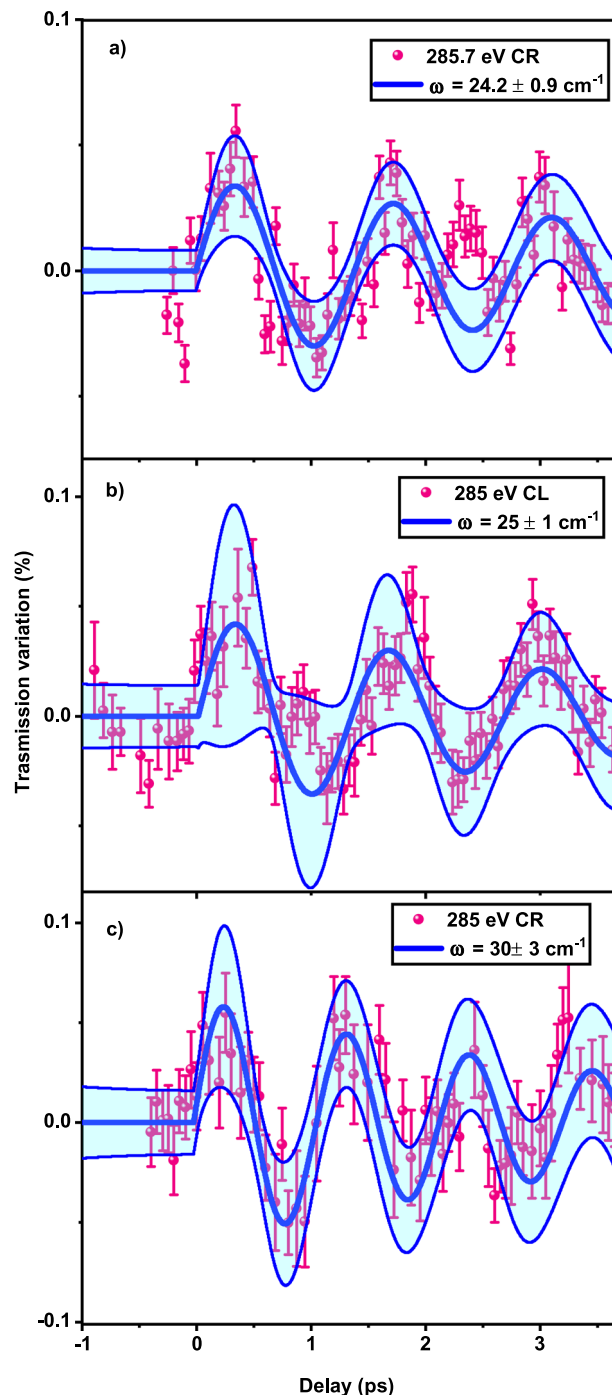 0.1
a)
285.7 eV CR
ω = 24.2 ± 0.9 cm-1
0.0
0.1
b)
285 eV CL
ω = 25 ± 1 cm-1
0.0
Trasmission variation (%)
0.1
c)
285 eV CR
ω = 30± 3 cm-1
0.0
-0.1
-1 0 1 2 3
Delay (ps)